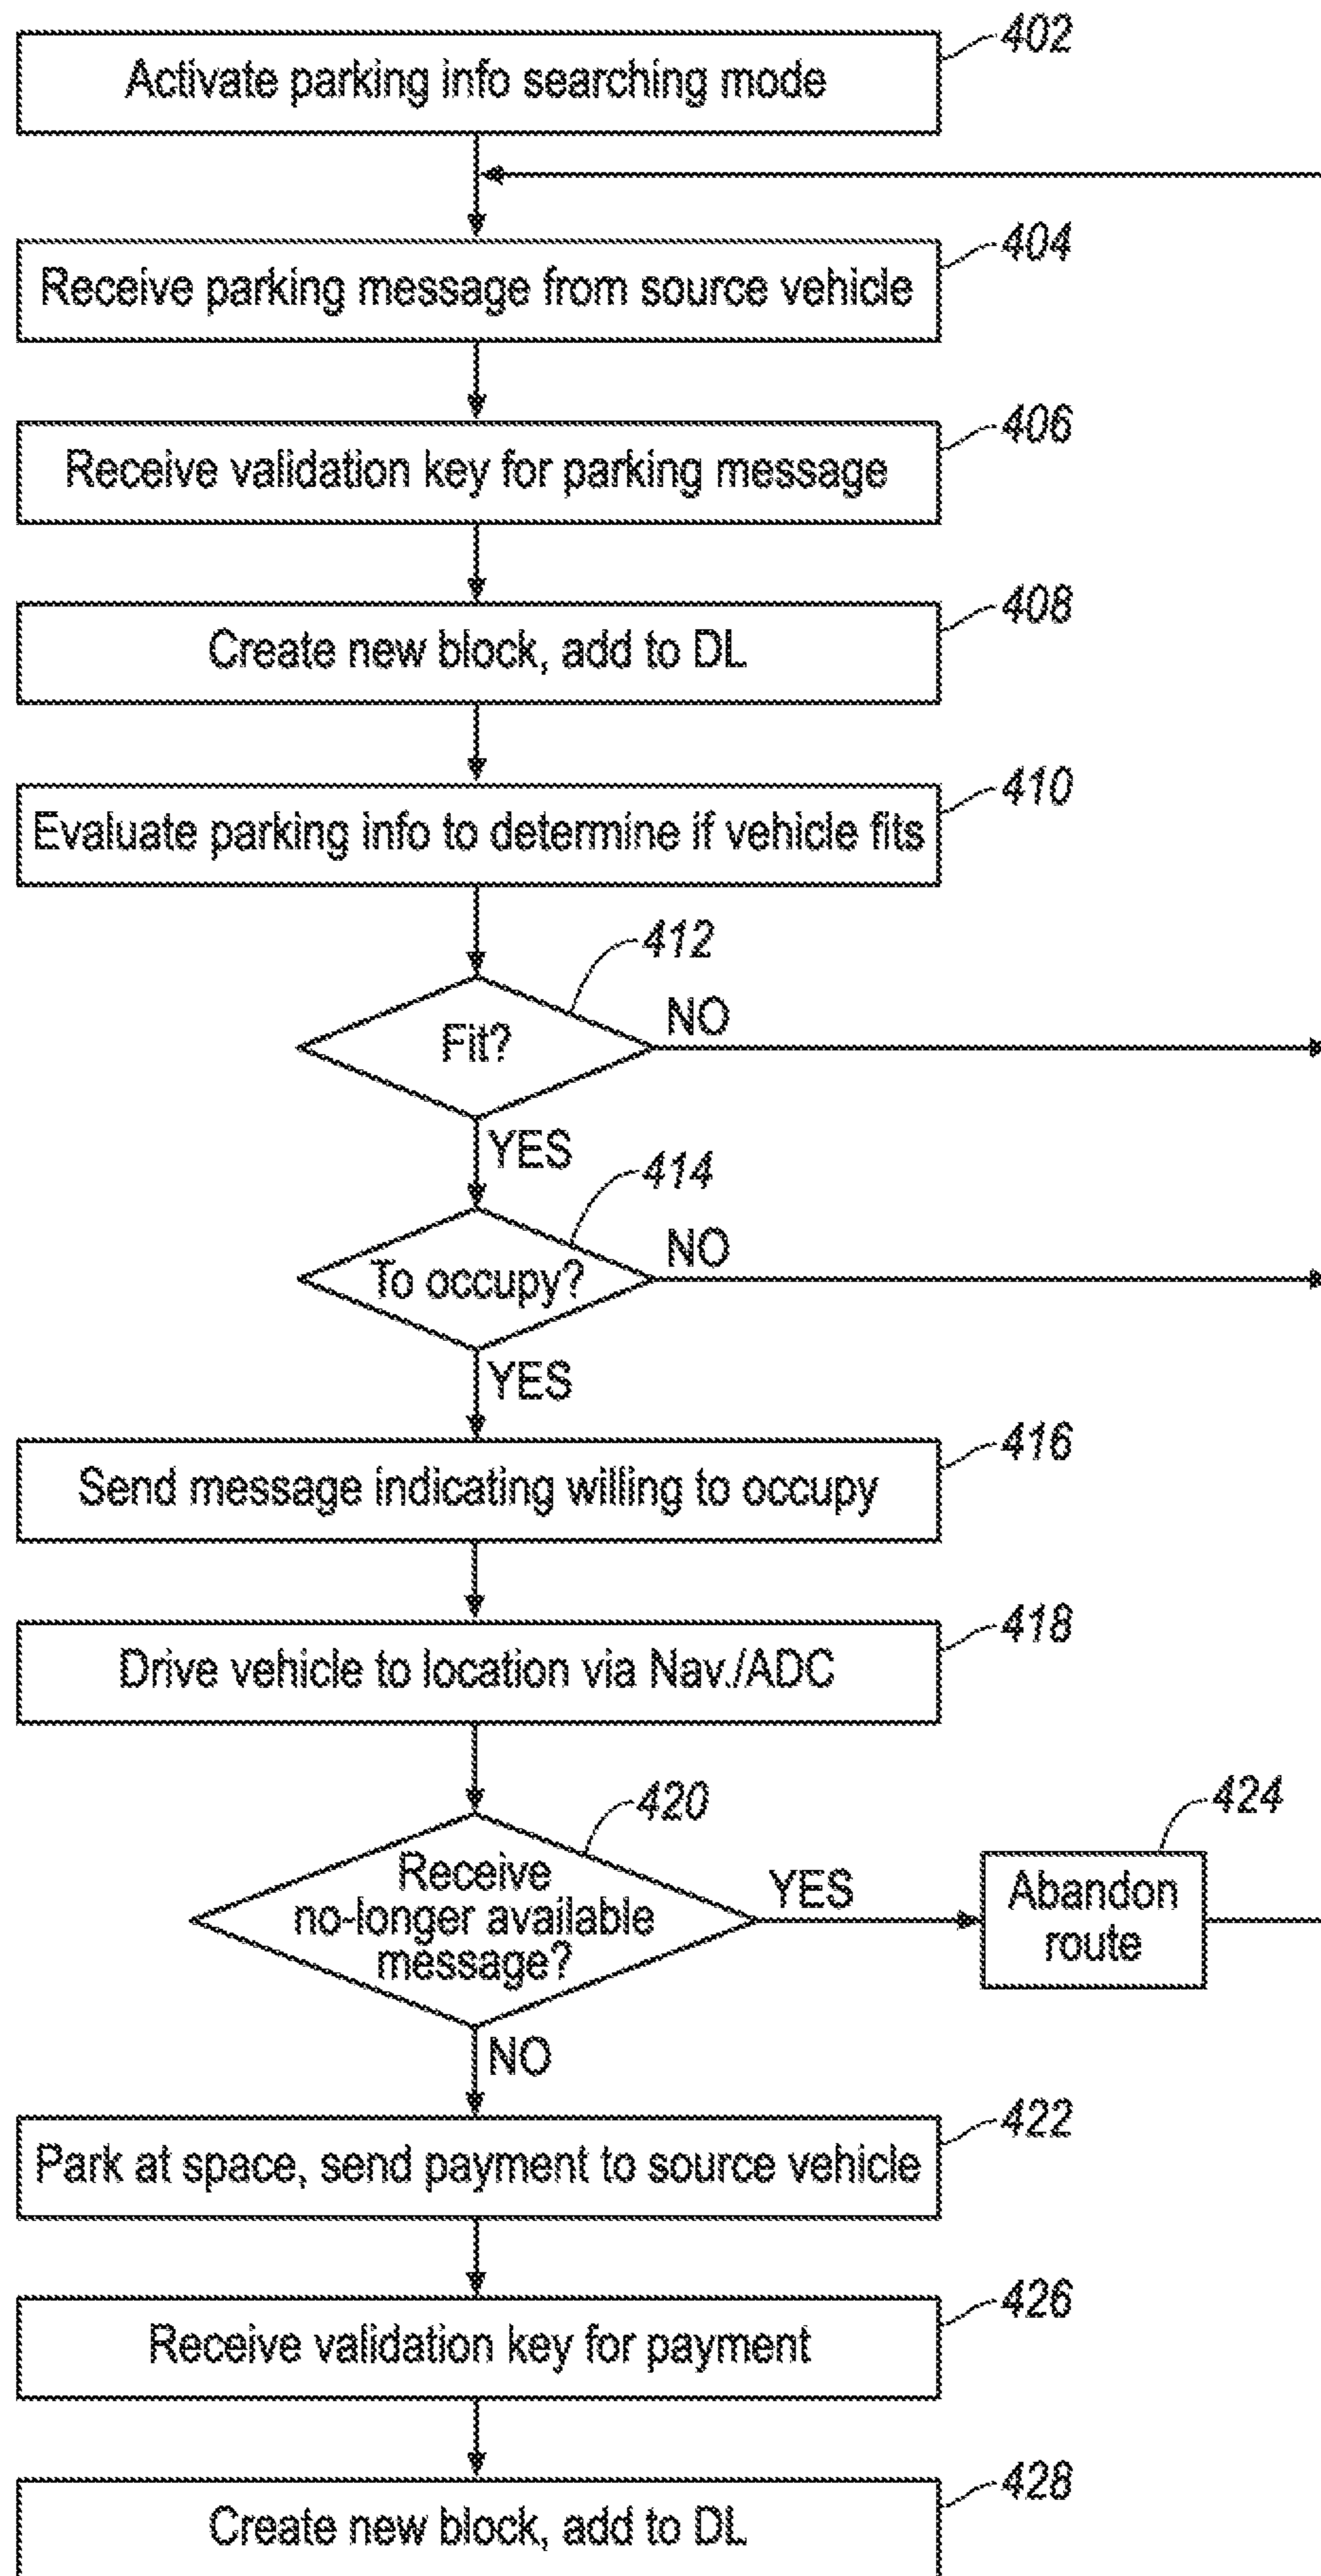 402
Activate parking info searching mode
404
Receive parking message from source vehicle
406
Receive validation key for parking message
408
Create new block, add to DL
410
Evaluate parking info to determine if vehicle fits
412
Fit?
NO
YES
414
To occupy?
NO
YES
416
Send message indicating willing to occupy
418
Drive vehicle to location via Nav./ADC
420
Receive
no-longer available
message?
YES
424
Abandon
route
NO
422
Park at space, send payment to source vehicle
426
Receive validation key for payment
428
Create new block, add to DL